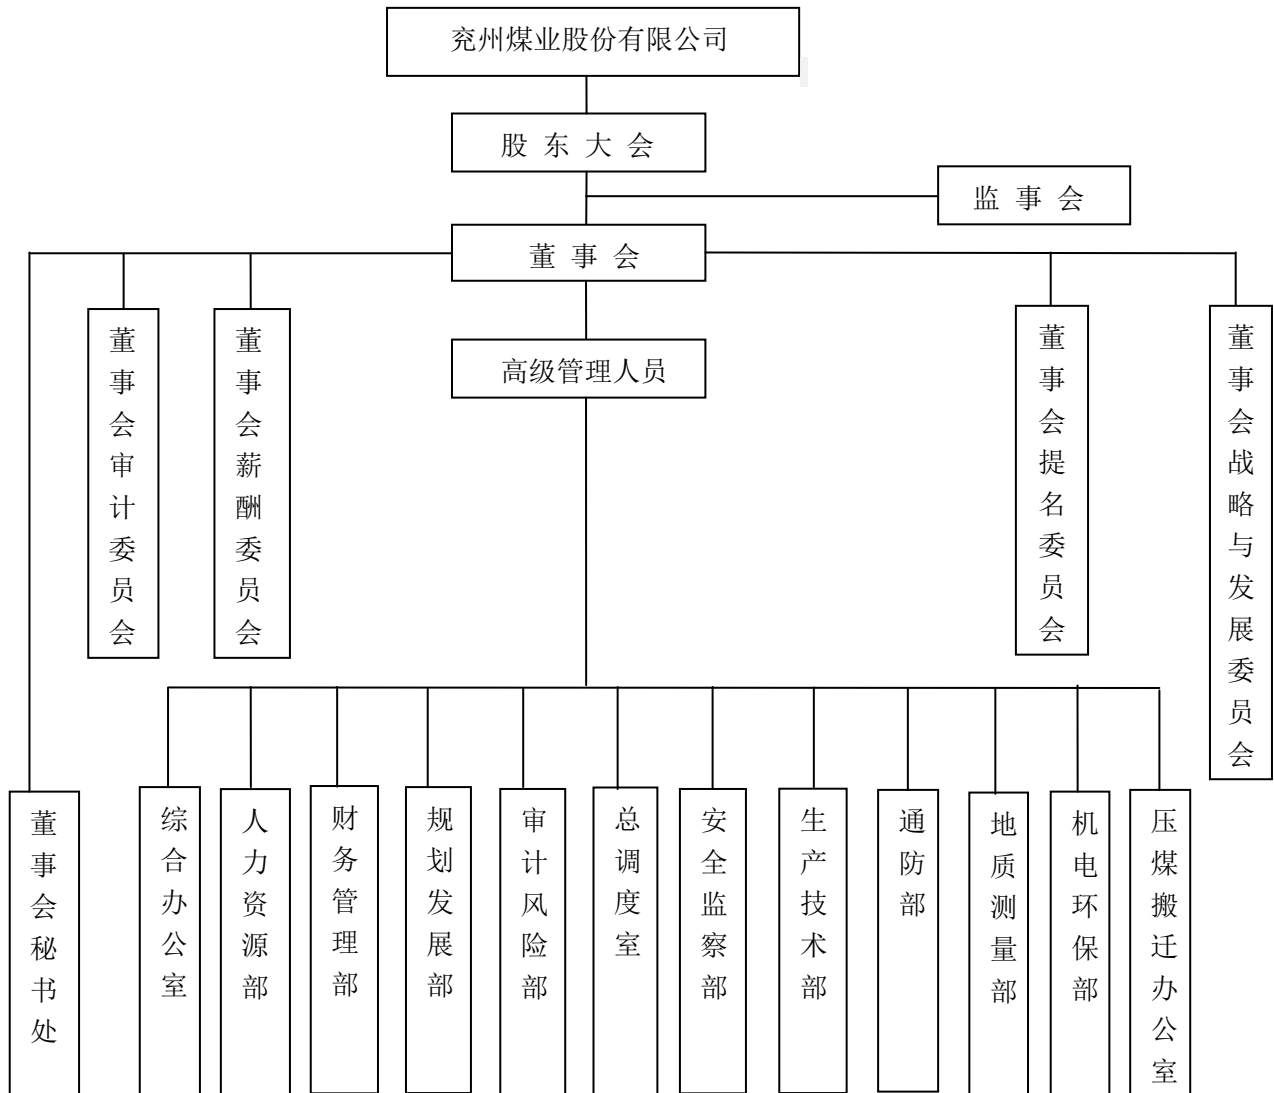 兖州煤业股份有限公司
股东大会
监事会
董事会
高级管理人员
董事会审计委员会
董事会薪酬委员会
董事会提名委员会
董事会战略与发展委员会
董事会秘书处
综合办公室
人力资源部
财务管理部
规划发展部
审计风险部
总调度室
安全监察部
生产技术部
通防部
地质测量部
机电环保部
压煤搬迁办公室